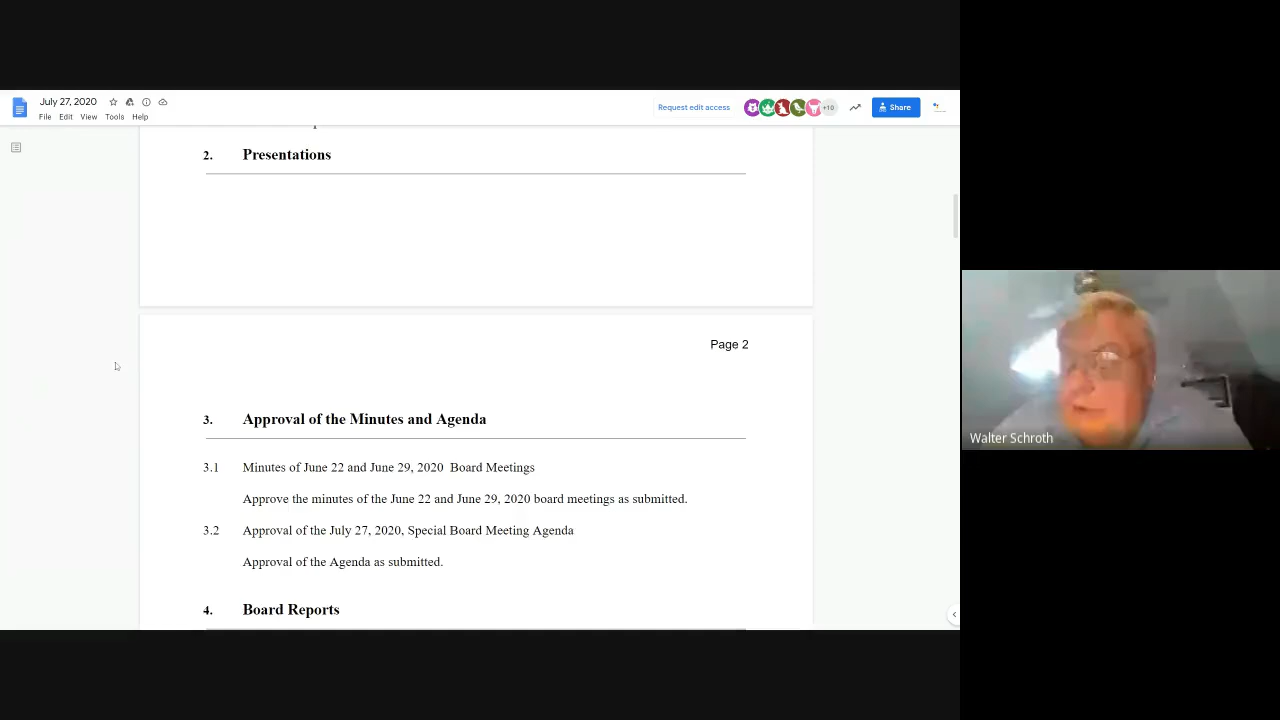 July 27, 2020
File Edit View Tools Help
Request edit access
+10
Share
2. Presentations
Page 2
3. Approval of the Minutes and Agenda
3.1 Minutes of June 22 and June 29, 2020 Board Meetings
Approve the minutes of the June 22 and June 29, 2020 board meetings as submitted.
3.2 Approval of the July 27, 2020, Special Board Meeting Agenda
Approval of the Agenda as submitted.
4. Board Reports
Walter Schroth